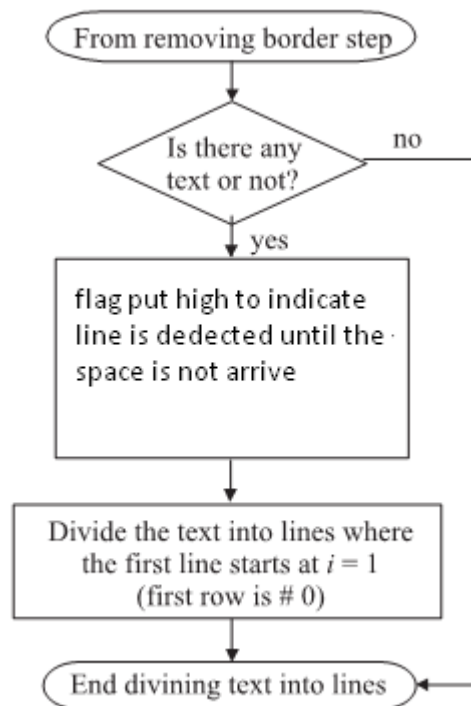 From removing border step
Is there any
text or not?
no
yes
flag put high to indicate
line is dedected until the
space is not arrive
Divide the text into lines where
the first line starts at i = 1
(first row is # 0)
End divining text into lines